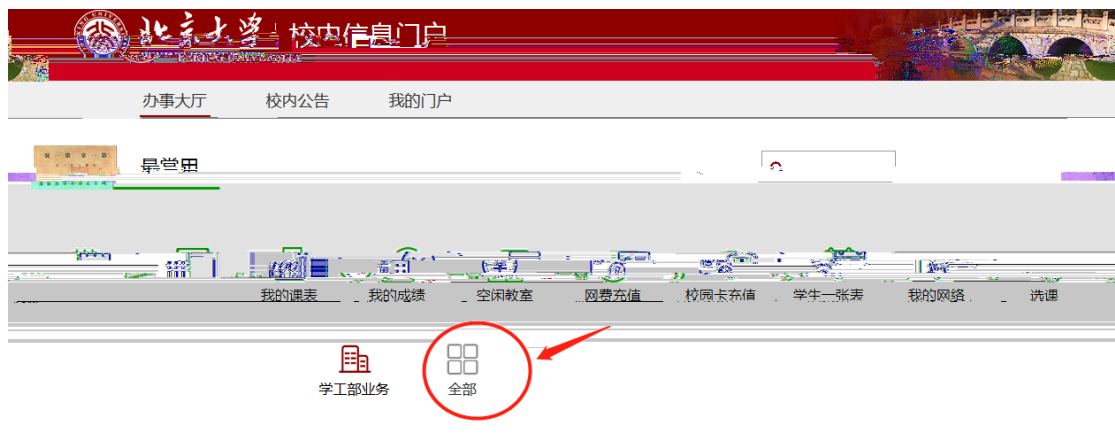 北京大学 校内信息门户
办事大厅 校内公告 我的门户
最常用
我的课表 我的成绩 空闲教室 网费充值 校园卡充值 学生一张表 我的网络 选课
学工部业务 全部